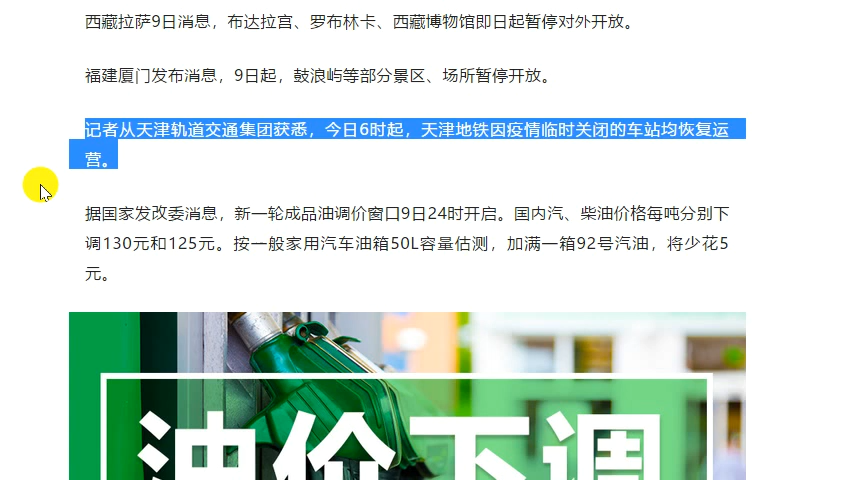 西藏拉萨9日消息，布达拉宫、罗布林卡、西藏博物馆即日起暂停对外开放。
福建厦门发布消息，9日起，鼓浪屿等部分景区、场所暂停开放。
记者从天津轨道交通集团获悉，今日6时起，天津地铁因疫情临时关闭的车站均恢复运
营。
据国家发改委消息，新一轮成品油调价窗口9日24时开启。国内汽、柴油价格每吨分别下
调130元和125元。按一般家用汽车油箱50L容量估测，加满一箱92号汽油，将少花5
元。
油价下调